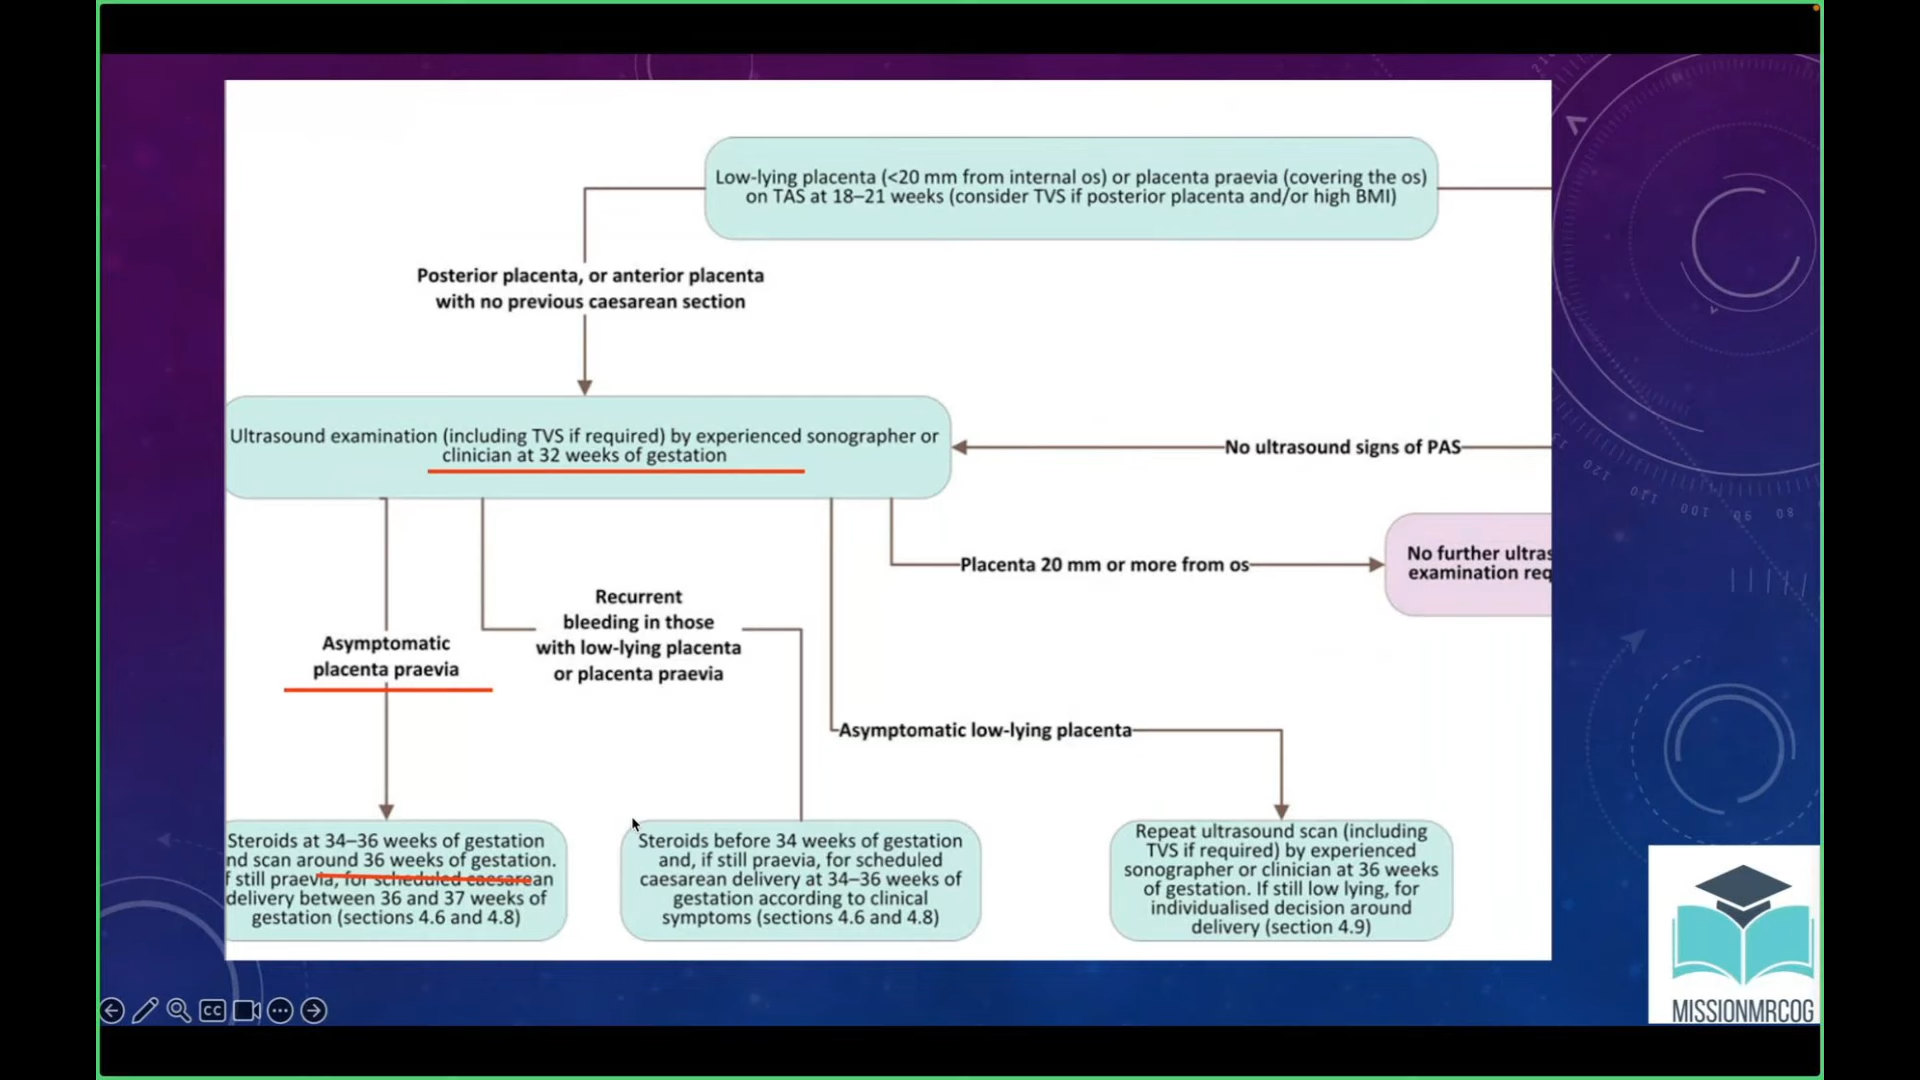 Low-lying placenta (<20 mm from internal os) or placenta praevia (covering the os)
on TAS at 18–21 weeks (consider TVS if posterior placenta and/or high BMI)
Posterior placenta, or anterior placenta
with no previous caesarean section
Ultrasound examination (including TVS if required) by experienced sonographer or
clinician at 32 weeks of gestation
No ultrasound signs of PAS
Placenta 20 mm or more from os
No further ultras
examination req
Recurrent
bleeding in those
with low-lying placenta
or placenta praevia
Asymptomatic
placenta praevia
Asymptomatic low-lying placenta
Steroids at 34–36 weeks of gestation
nd scan around 36 weeks of gestation.
f still praevia, for scheduled caesarean
delivery between 36 and 37 weeks of
gestation (sections 4.6 and 4.8)
Steroids before 34 weeks of gestation
and, if still praevia, for scheduled
caesarean delivery at 34–36 weeks of
gestation according to clinical
symptoms (sections 4.6 and 4.8)
Repeat ultrasound scan (including
TVS if required) by experienced
sonographer or clinician at 36 weeks
of gestation. If still low lying, for
individualised decision around
delivery (section 4.9)
120
110
100
90
80
CC
MISSIONMRCOG